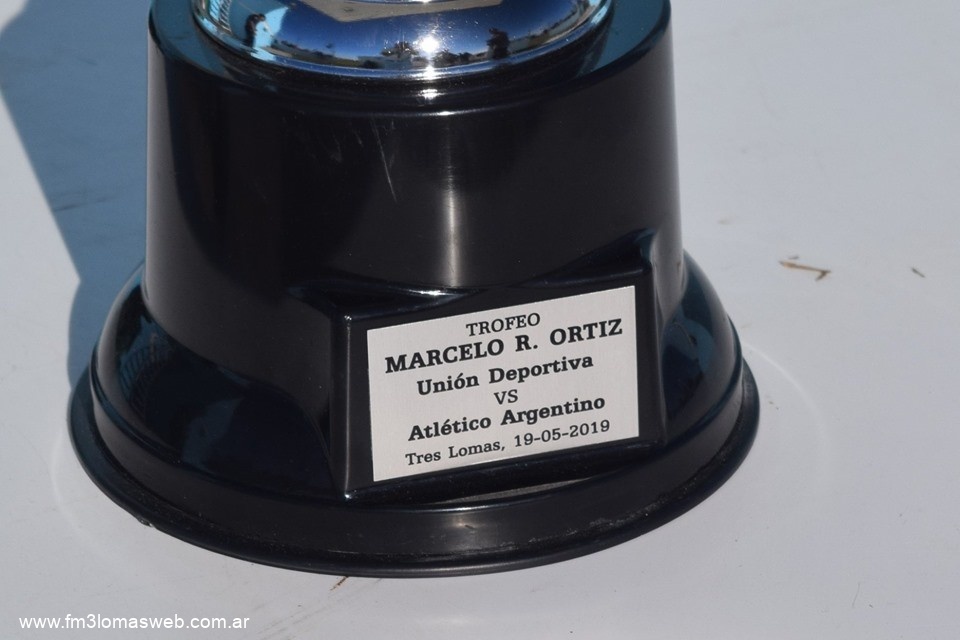 TROFEO
MARCELO R. ORTIZ
Unión Deportiva
VS
Atlético Argentino
Tres Lomas, 19-05-2019
www.fm3lomasweb.com.ar